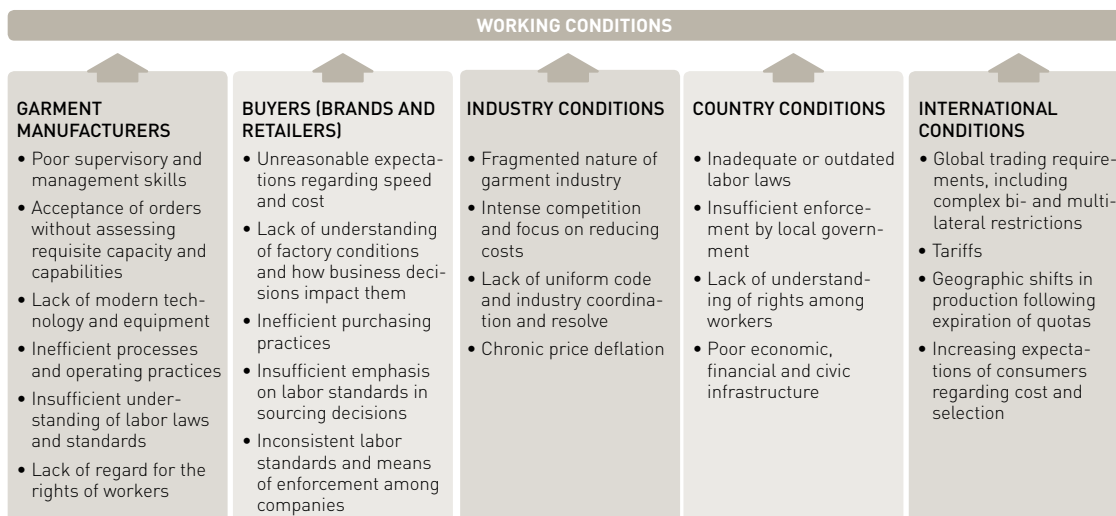 WORKING CONDITIONS
GARMENT
MANUFACTURERS
• Poor supervisory and
management skills
• Acceptance of orders
without assessing
requisite capacity and
capabilities
• Lack of modern tech-
nology and equipment
• Inefficient processes
and operating practices
• Insufficient under-
standing of labor laws
and standards
• Lack of regard for the
rights of workers
BUYERS (BRANDS AND
RETAILERS)
• Unreasonable expecta-
tions regarding speed
and cost
• Lack of understanding
of factory conditions
and how business deci-
sions impact them
• Inefficient purchasing
practices
• Insufficient emphasis
on labor standards in
sourcing decisions
• Inconsistent labor
standards and means
of enforcement among
companies
INDUSTRY CONDITIONS
• Fragmented nature of
garment industry
• Intense competition
and focus on reducing
costs
• Lack of uniform code
and industry coordina-
tion and resolve
• Chronic price deflation
COUNTRY CONDITIONS
• Inadequate or outdated
labor laws
• Insufficient enforce-
ment by local govern-
ment
• Lack of understand-
ing of rights among
workers
• Poor economic,
financial and civic
infrastructure
INTERNATIONAL
CONDITIONS
• Global trading require-
ments, including
complex bi- and multi-
lateral restrictions
• Tariffs
• Geographic shifts in
production following
expiration of quotas
• Increasing expecta-
tions of consumers
regarding cost and
selection